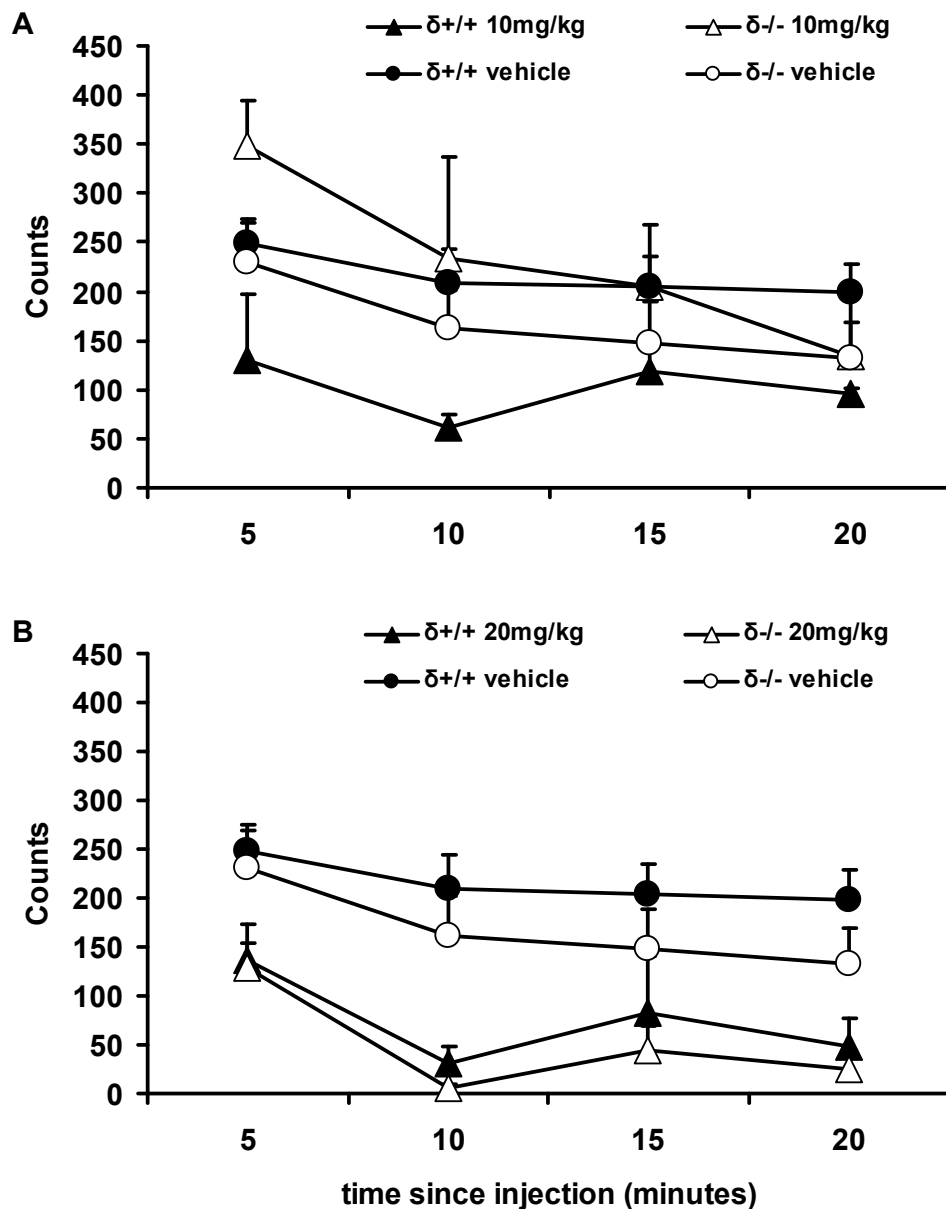 A
δ+/+ 10mg/kg δ-/- 10mg/kg
δ+/+ vehicle δ-/- vehicle
450
400
350
300
250
200
150
100
50
0
Counts
5 10 15 20
B
δ+/+ 20mg/kg δ-/- 20mg/kg
δ+/+ vehicle δ-/- vehicle
450
400
350
300
250
200
150
100
50
0
Counts
5 10 15 20
time since injection (minutes)